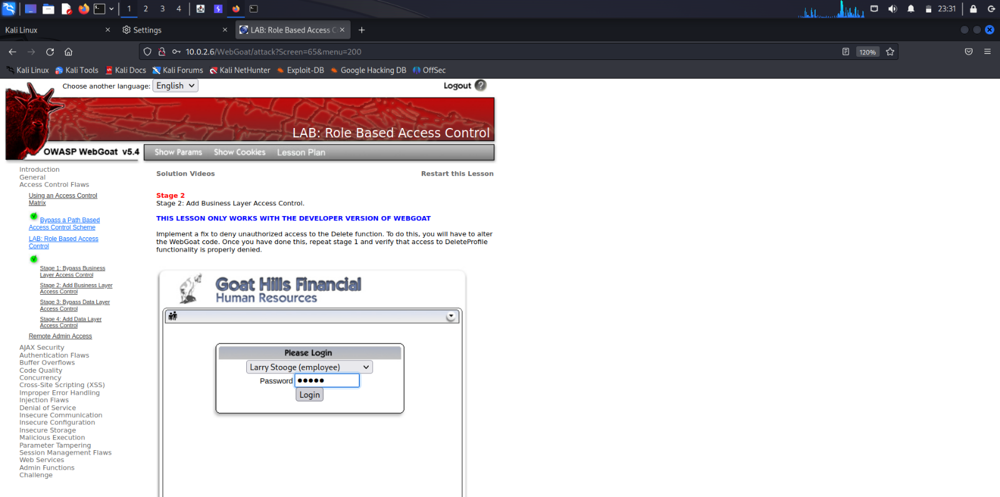 1 2 3 4 23:31
Kali Linux × Settings × LAB: Role Based Access C × +
10.0.2.6/WebGoat/attack?Screen=65&menu=200 120%
Kali Linux Kali Tools Kali Docs Kali Forums Kali NetHunter Exploit-DB Google Hacking DB OffSec
Choose another language: English Logout ?
LAB: Role Based Access Control
OWASP WebGoat v5.4 Show Params Show Cookies Lesson Plan
Introduction
General
Access Control Flaws
Using an Access Control
Matrix
Bypass a Path Based
Access Control Scheme
LAB: Role Based Access
Control
Stage 1: Bypass Business
Layer Access Control
Stage 2: Add Business Layer
Access Control
Stage 3: Bypass Data Layer
Access Control
Stage 4: Add Data Layer
Access Control
Remote Admin Access
AJAX Security
Authentication Flaws
Buffer Overflows
Code Quality
Concurrency
Cross-Site Scripting (XSS)
Improper Error Handling
Injection Flaws
Denial of Service
Insecure Communication
Insecure Configuration
Insecure Storage
Malicious Execution
Parameter Tampering
Session Management Flaws
Web Services
Admin Functions
Challenge
Solution Videos Restart this Lesson
Stage 2
Stage 2: Add Business Layer Access Control.
THIS LESSON ONLY WORKS WITH THE DEVELOPER VERSION OF WEBGOAT
Implement a fix to deny unauthorized access to the Delete function. To do this, you will have to alter
the WebGoat code. Once you have done this, repeat stage 1 and verify that access to DeleteProfile
functionality is properly denied.
Goat Hills Financial
Human Resources
Please Login
Larry Stooge (employee)
Password •••••
Login